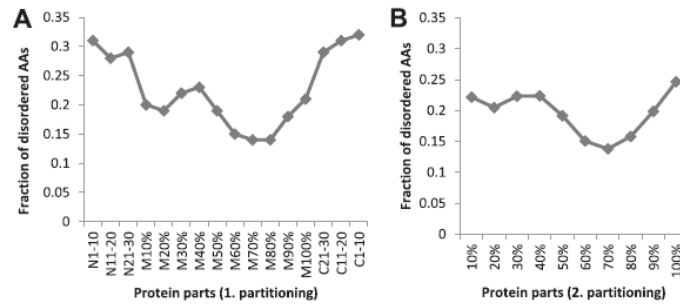 A
Fraction of disordered AAs
0.35
0.3
0.25
0.2
0.15
0.1
0.05
0
N1-10
N11-20
N21-30
M10%
M20%
M30%
M40%
M50%
M60%
M70%
M80%
M90%
M100%
C21-30
C11-20
C1-10
Protein parts (1. partitioning)
B
Fraction of disordered AAs
0.35
0.3
0.25
0.2
0.15
0.1
0.05
0
10%
20%
30%
40%
50%
60%
70%
80%
90%
100%
Protein parts (2. partitioning)